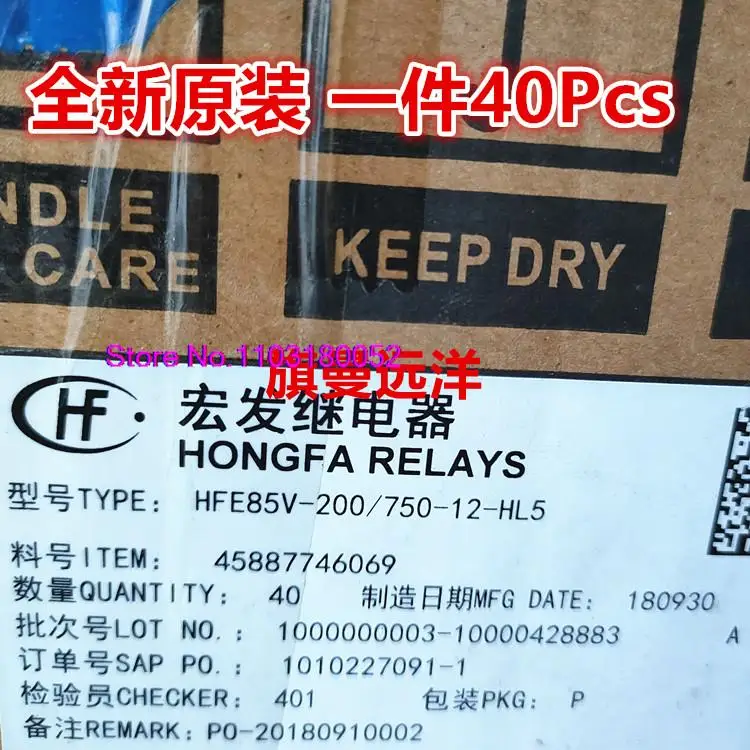 全新原装 一件40Pcs
NDLE
CARE
KEEP DRY
Store No.1103180052
旗曼远洋
HF
宏发继电器
HONGFA RELAYS
型号TYPE: HFE85V-200/750-12-HL5
料号ITEM: 45887746069
数量QUANTITY: 40 制造日期MFG DATE: 180930
批次号LOT NO.: 1000000003-10000428883 A
订单号SAP PO.: 1010227091-1
检验员CHECKER: 401 包装PKG: P
备注REMARK: PO-20180910002